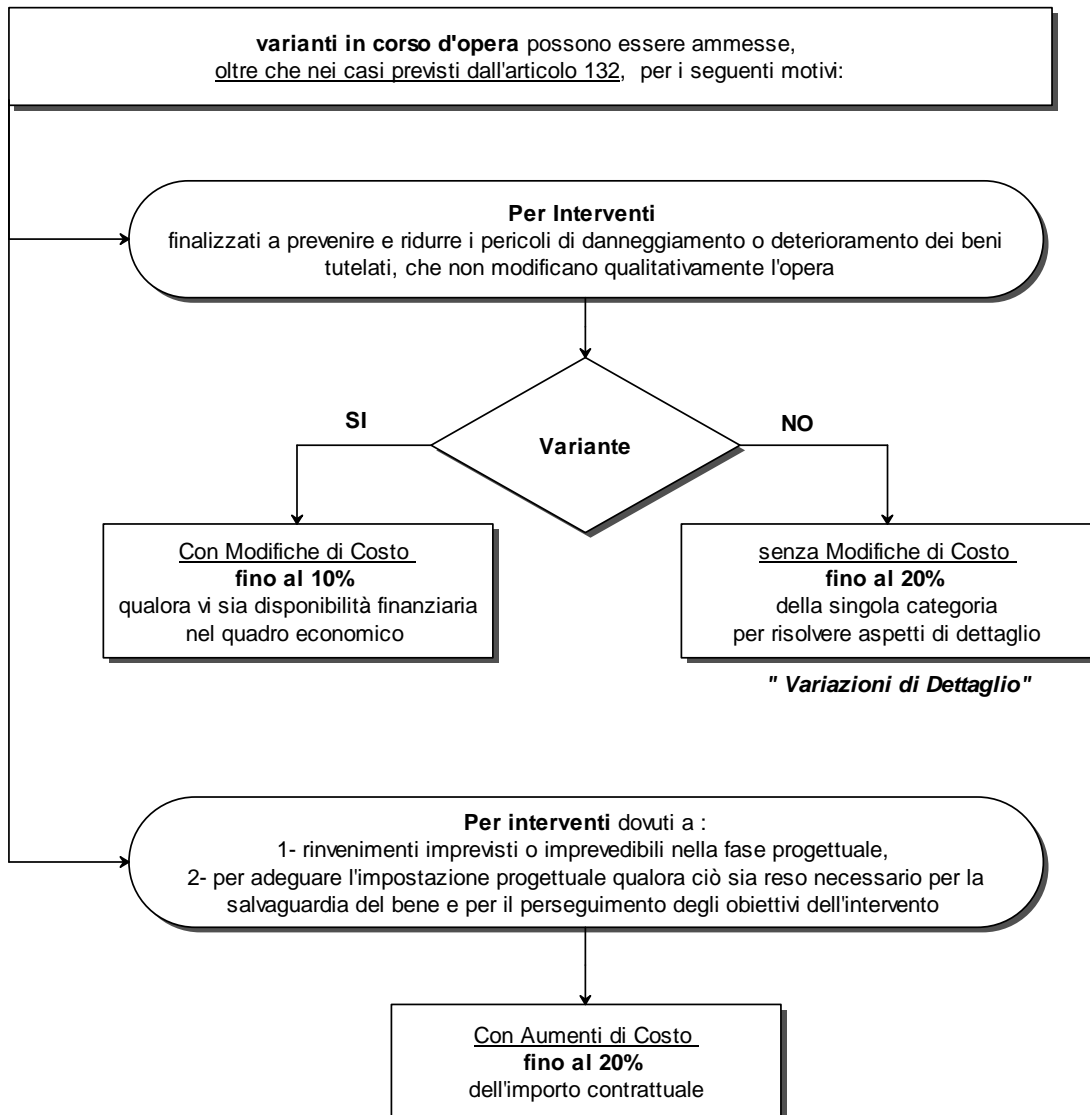 varianti in corso d'opera possono essere ammesse,
oltre che nei casi previsti dall'articolo 132, per i seguenti motivi:
Per Interventi
finalizzati a prevenire e ridurre i pericoli di danneggiamento o deterioramento dei beni
tutelati, che non modificano qualitativamente l'opera
SI
NO
Variante
Con Modifiche di Costo
fino al 10%
qualora vi sia disponibilità finanziaria
nel quadro economico
senza Modifiche di Costo
fino al 20%
della singola categoria
per risolvere aspetti di dettaglio
" Variazioni di Dettaglio"
Per interventi dovuti a :
1- rinvenimenti imprevisti o imprevedibili nella fase progettuale,
2- per adeguare l'impostazione progettuale qualora ciò sia reso necessario per la
salvaguardia del bene e per il perseguimento degli obiettivi dell'intervento
Con Aumenti di Costo
fino al 20%
dell'importo contrattuale